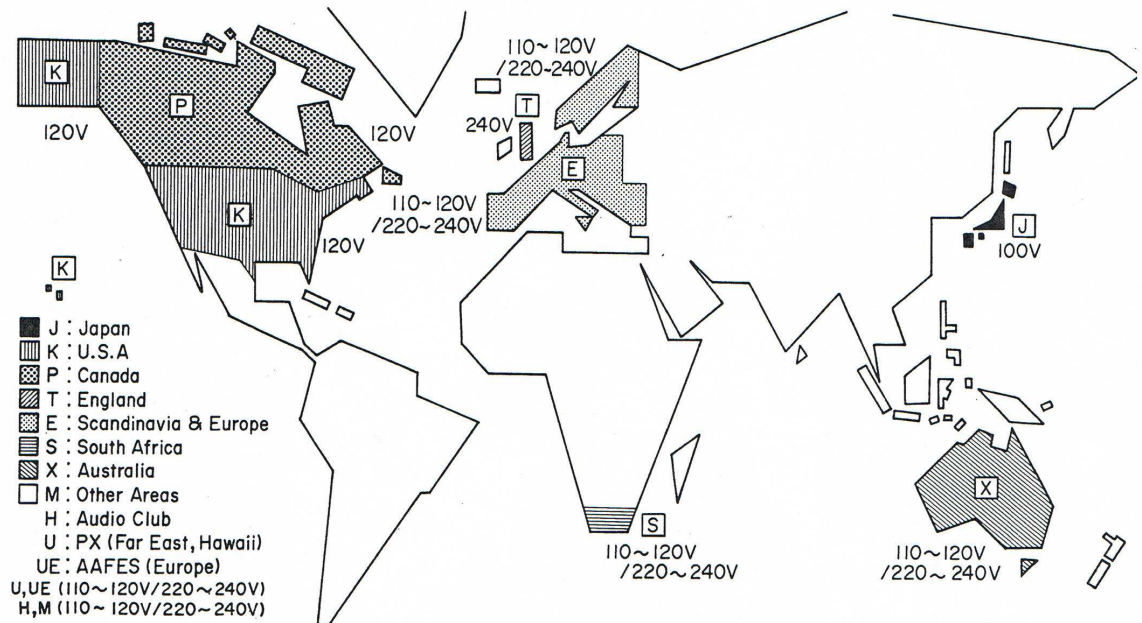 110~120V
/220~240V
K
T
P
240V
120V
120V
E
110~120V
/220~240V
K
J
120V
100V
K
J : Japan
K : U.S.A
P : Canada
T : England
E : Scandinavia & Europe
S : South Africa
X : Australia
M : Other Areas
H : Audio Club
U : PX (Far East, Hawaii)
UE : AAFES (Europe)
U,UE (110~120V/220~240V)
H,M (110~120V/220~240V)
X
S
110~120V
/220~240V
110~120V
/220~240V